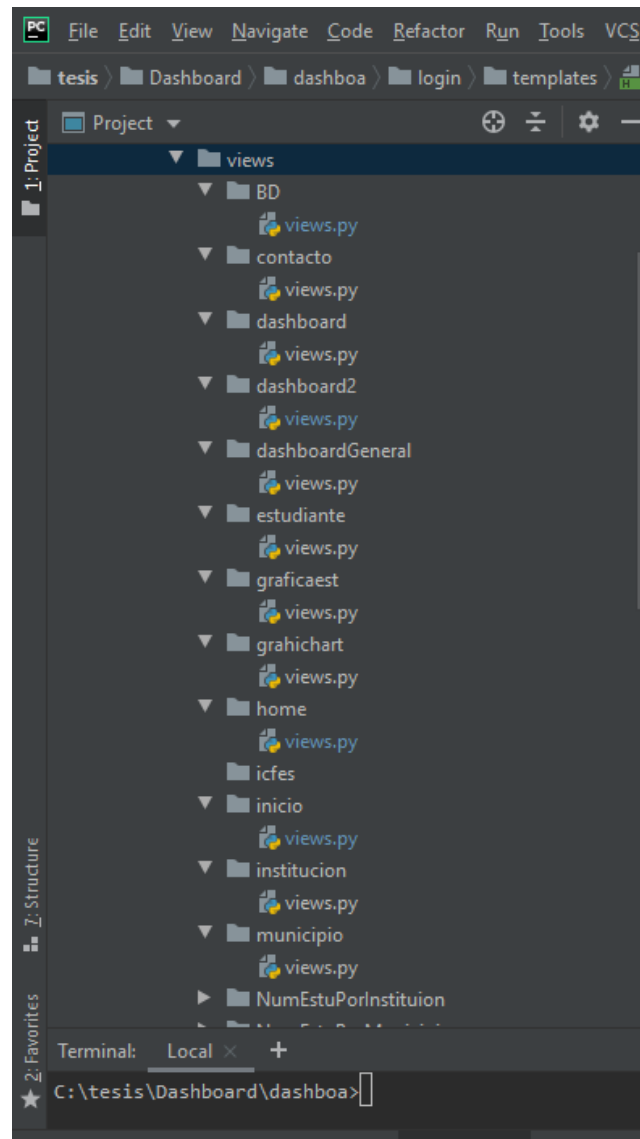 PC File Edit View Navigate Code Refactor Run Tools VCS
tesis Dashboard dashboa login templates
1: Project
Project
views
BD
views.py
contacto
views.py
dashboard
views.py
dashboard2
views.py
dashboardGeneral
views.py
estudiante
views.py
graficaest
views.py
grahichart
views.py
home
views.py
icfes
inicio
views.py
institucion
views.py
municipio
views.py
NumEstuPorInstituion
7: Structure
2: Favorites
Terminal: Local × +
C:\tesis\Dashboard\dashboa>